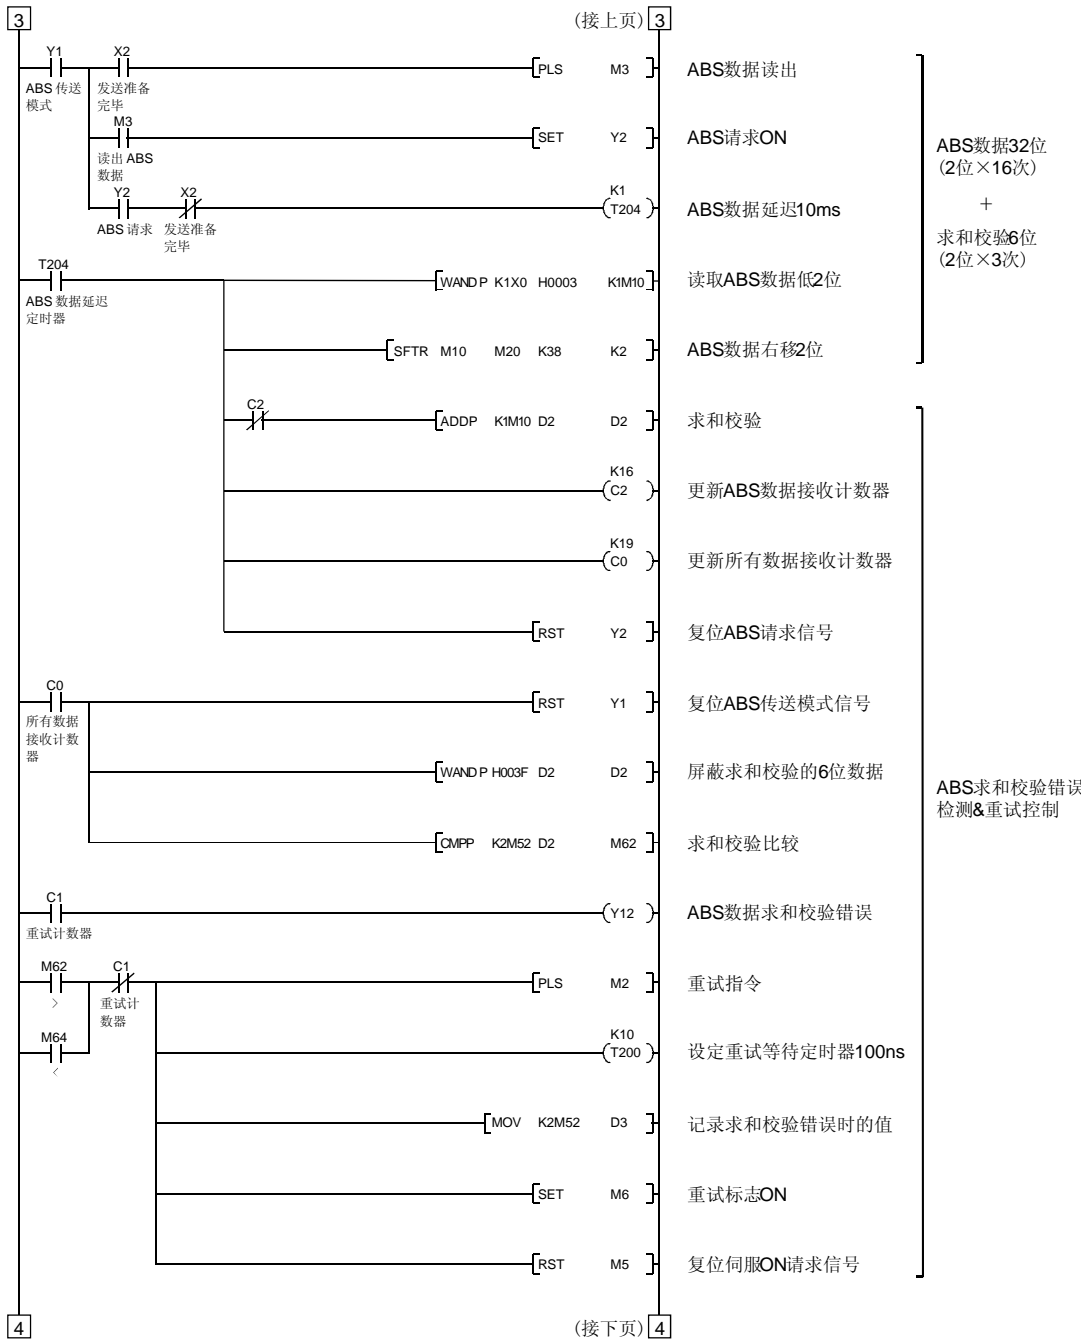 3 (接上页) 3
Y1 X2
PLS M3 ABS数据读出
ABS 传送
模式
发送准备
完毕
M3
SET Y2 ABS请求ON
读出 ABS
数据
ABS数据32位
(2位×16次)
+
求和校验6位
(2位×3次)
Y2 X2 K1
T204 ABS数据延迟10ms
ABS 请求 发送准备
完毕
T204
WANDP K1X0 H0003 K1M10 读取ABS数据低2位
ABS 数据延迟
定时器
SFTR M10 M20 K38 K2 ABS数据右移2位
C2
ADDP K1M10 D2 D2 求和校验
K16
C2 更新ABS数据接收计数器
K19
C0 更新所有数据接收计数器
RST Y2 复位ABS请求信号
C0
RST Y1 复位ABS传送模式信号
所有数据
接收计数
器
WANDP H003F D2 D2 屏蔽求和校验的6位数据
ABS求和校验错误
检测&重试控制
CMPP K2M52 D2 M62 求和校验比较
C1
Y12 ABS数据求和校验错误
重试计数器
M62 C1
PLS M2 重试指令
>
重试计
数器
M64 K10
T200 设定重试等待定时器100ns
<
MOV K2M52 D3 记录求和校验错误时的值
SET M6 重试标志ON
RST M5 复位伺服ON请求信号
4 (接下页) 4